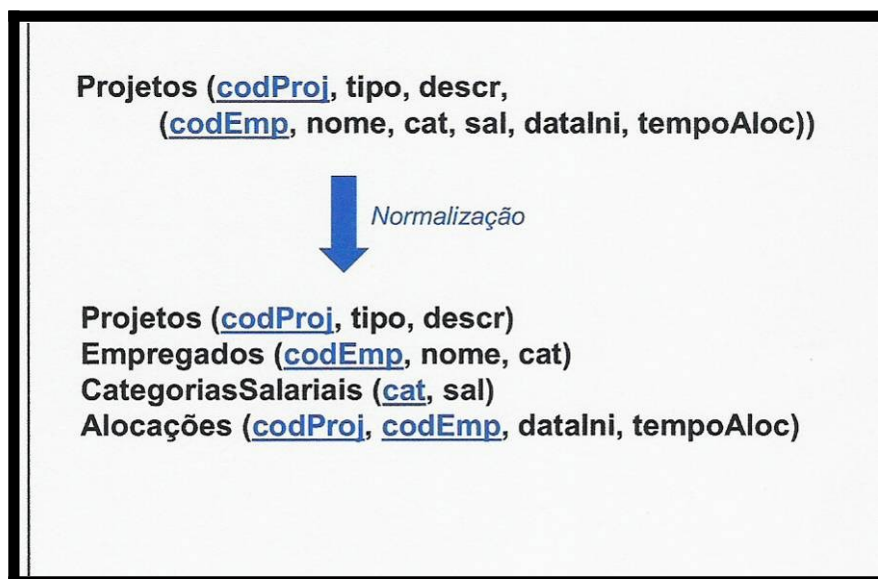 Projetos (codProj, tipo, descr,
(codEmp, nome, cat, sal, dataIni, tempoAloc))
Normalização
Projetos (codProj, tipo, descr)
Empregados (codEmp, nome, cat)
CategoriasSalariais (cat, sal)
Alocações (codProj, codEmp, dataIni, tempoAloc)